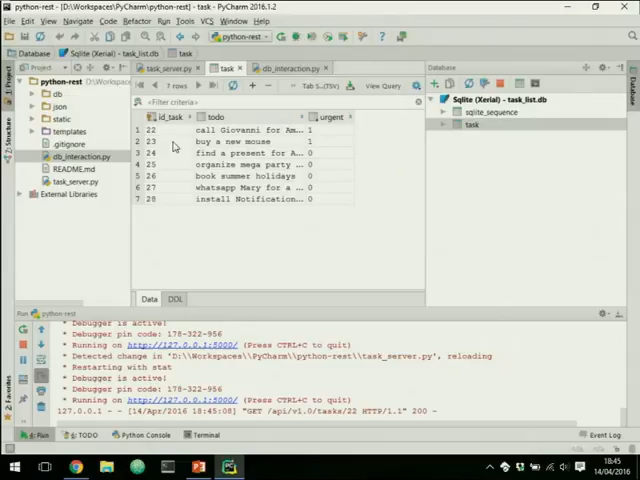 python-rest - [D:\Workspaces\PyCharm\python-rest] - PyCharm 2016.1.2
File Edit View Navigate Code Refactor Run Tools VCS Window Help
python-rest
Database Sqlite (Xerial) - task_list.db task
1: Project
7: Structure
2: Favorites
Project
python-rest
db
json
static
templates
.gitignore
db_interaction.py
README.md
task_server.py
External Libraries
task_server.py task db_interaction.py
7 rows Tab S...(TSV) View Query
<Filter criteria>
id_task todo urgent
1 22 call Giovanni for Am... 1
2 23 buy a new mouse 1
3 24 find a present for A... 0
4 25 organize mega party ... 0
5 26 book summer holidays 0
6 27 whatsapp Mary for a ... 0
7 28 install Notification... 0
Data DDL
Database
Sqlite (Xerial) - task_list.db
sqlite_sequence
task
Database
Run python-rest
* Debugger is active!
* Debugger pin code: 178-322-956
* Running on http://127.0.0.1:5000/ (Press CTRL+C to quit)
* Detected change in 'D:\\Workspaces\\PyCharm\\python-rest\\task_server.py', reloading
* Restarting with stat
* Debugger is active!
* Debugger pin code: 178-322-956
* Running on http://127.0.0.1:5000/ (Press CTRL+C to quit)
127.0.0.1 - - [14/Apr/2016 18:45:08] "GET /api/v1.0/tasks/22 HTTP/1.1" 200 -
4: Run 6: TODO Python Console Terminal Event Log
18:45
14/04/2016